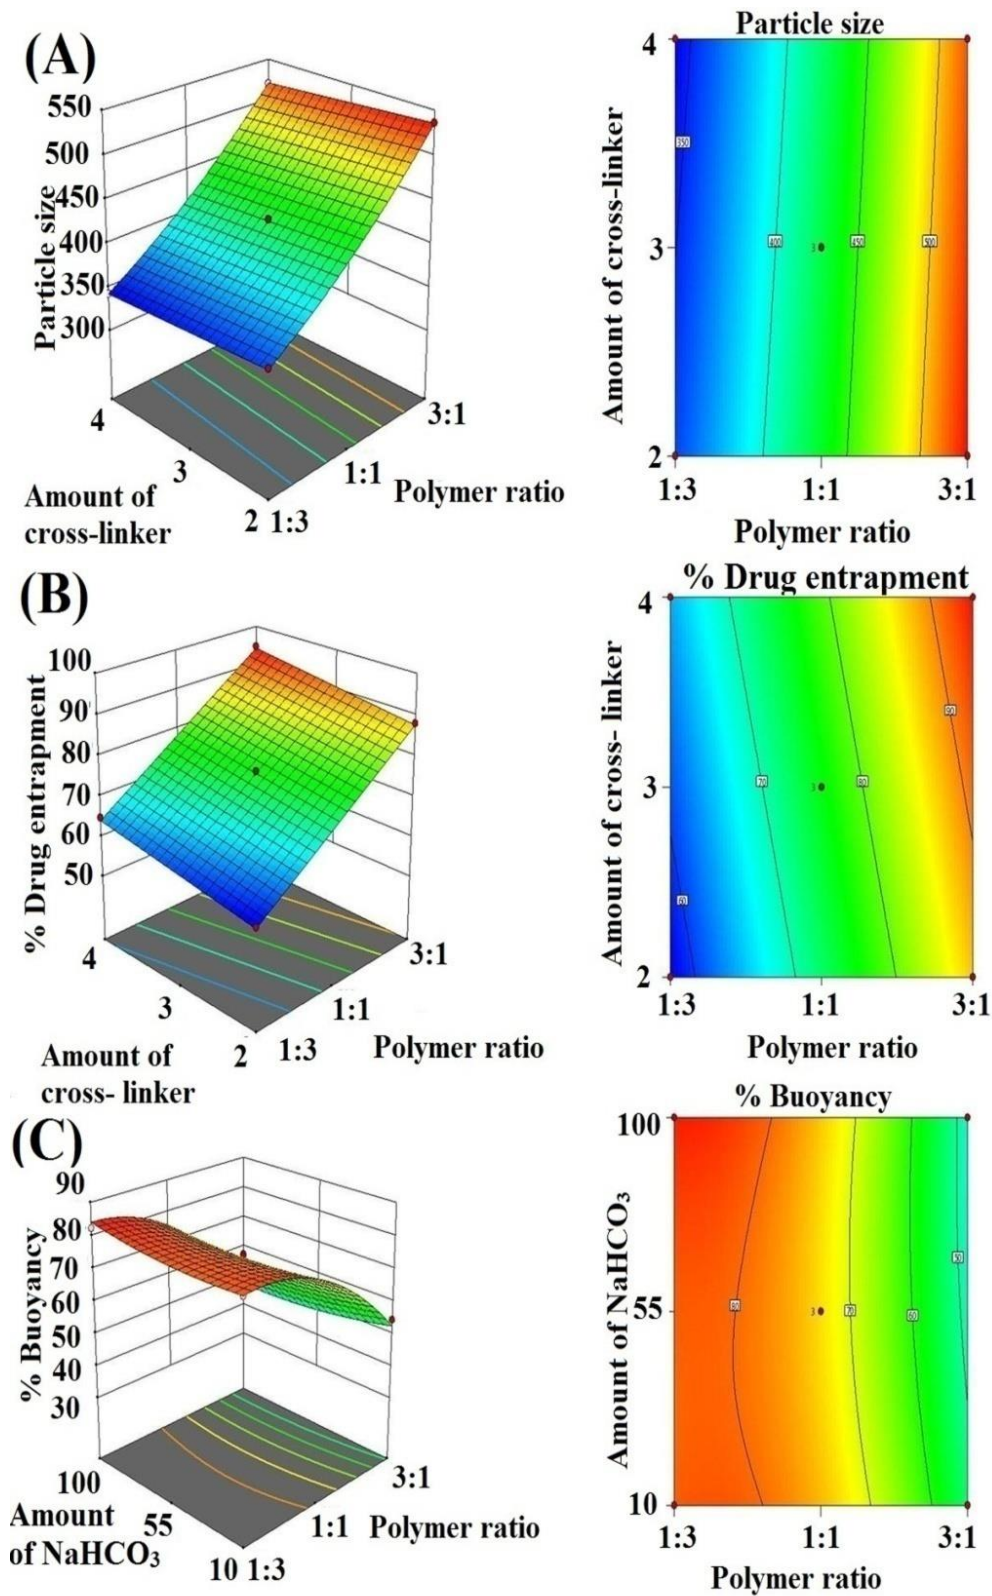 (A)
550
500
450
400
350
300
Particle size
4
3
2
1:3
1:1
3:1
Amount of
cross-linker
Polymer ratio
Particle size
4
3
2
Amount of cross-linker
350
400
450
500
3
1:3
1:1
3:1
Polymer ratio
(B)
100
90
80
70
60
50
% Drug entrapment
4
3
2
1:3
1:1
3:1
Amount of
cross- linker
Polymer ratio
% Drug entrapment
4
3
2
Amount of cross- linker
60
70
80
90
3
1:3
1:1
3:1
Polymer ratio
(C)
90
80
70
60
50
40
30
% Buoyancy
100
55
10
1:3
1:1
3:1
Amount
of NaHCO₃
Polymer ratio
% Buoyancy
100
55
10
Amount of NaHCO₃
80
70
60
50
3
1:3
1:1
3:1
Polymer ratio